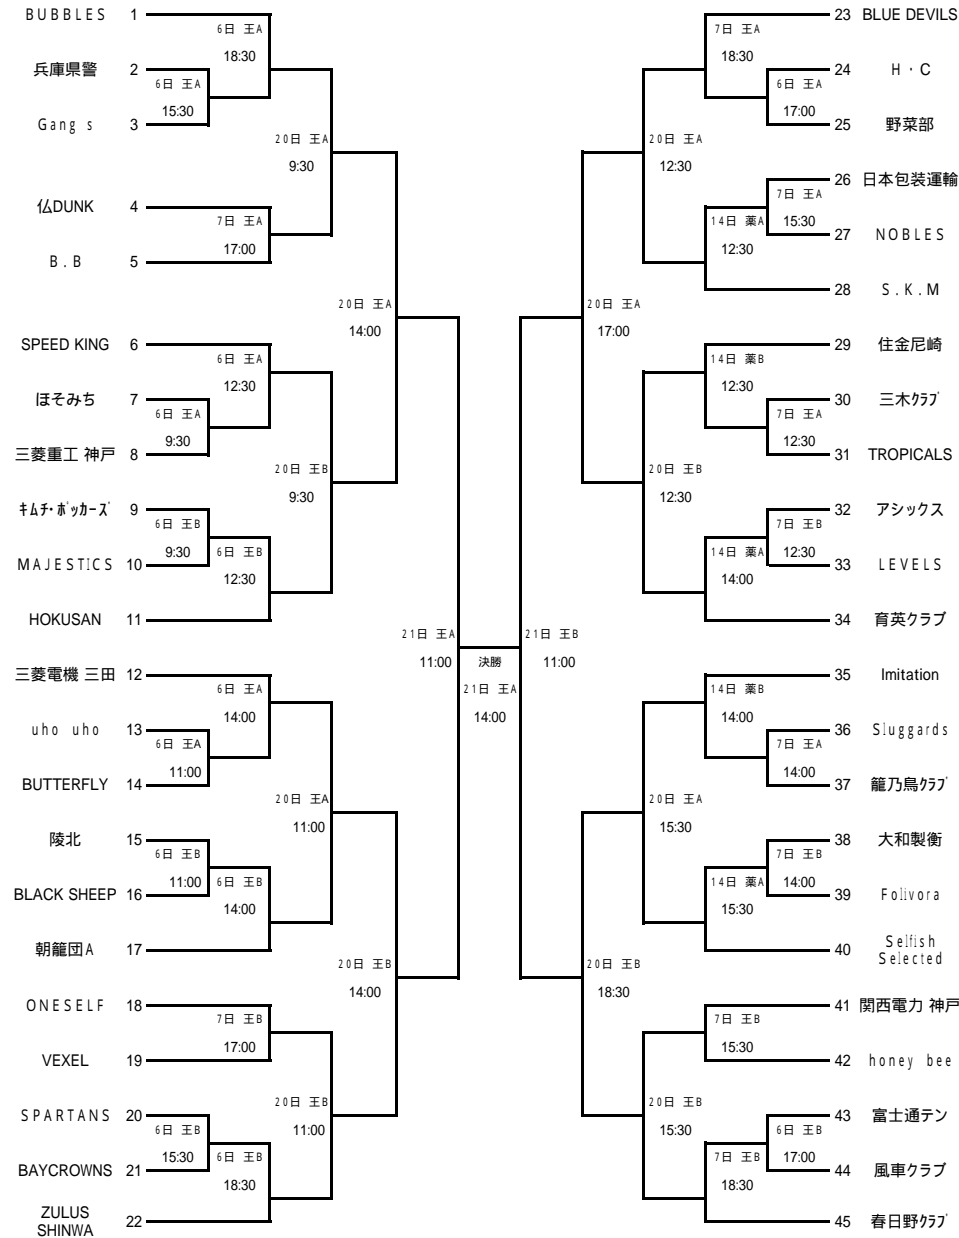 BUBBLES 1
6日 王A
18:30
兵庫県警 2
6日 王A
15:30
Gang s 3
20日 王A
9:30
仏DUNK 4
7日 王A
17:00
B.B 5
20日 王A
14:00
SPEED KING 6
6日 王A
12:30
ほそみち 7
6日 王A
9:30
三菱重工 神戸 8
20日 王B
9:30
ｷﾑﾁ・ﾎﾞｯｶｰｽﾞ 9
6日 王B
9:30
6日 王B
12:30
MAJESTICS 10
HOKUSAN 11
21日 王A
11:00
三菱電機 三田 12
6日 王A
14:00
uho uho 13
6日 王A
11:00
BUTTERFLY 14
20日 王A
11:00
陵北 15
6日 王B
11:00
6日 王B
14:00
BLACK SHEEP 16
朝籠団A 17
20日 王B
14:00
ONESELF 18
7日 王B
17:00
VEXEL 19
20日 王B
11:00
SPARTANS 20
6日 王B
15:30
6日 王B
18:30
BAYCROWNS 21
ZULUS
SHINWA 22
決勝
21日 王A
14:00
23 BLUE DEVILS
7日 王A
18:30
24 H・C
6日 王A
17:00
25 野菜部
20日 王A
12:30
26 日本包装運輸
7日 王A
15:30
14日 薬A
12:30
27 NOBLES
28 S.K.M
20日 王A
17:00
29 住金尼崎
14日 薬B
12:30
30 三木ｸﾗﾌﾞ
7日 王A
12:30
31 TROPICALS
20日 王B
12:30
32 アシックス
7日 王B
12:30
14日 薬A
14:00
33 LEVELS
34 育英クラブ
21日 王B
11:00
35 Imitation
14日 薬B
14:00
36 Sluggards
7日 王A
14:00
37 籠乃鳥ｸﾗﾌﾞ
20日 王A
15:30
38 大和製衡
7日 王B
14:00
14日 薬A
15:30
39 Folivora
40 Selfish
Selected
20日 王B
18:30
41 関西電力 神戸
7日 王B
15:30
42 honey bee
20日 王B
15:30
43 富士通テン
6日 王B
17:00
7日 王B
18:30
44 風車クラブ
45 春日野ｸﾗﾌﾞ